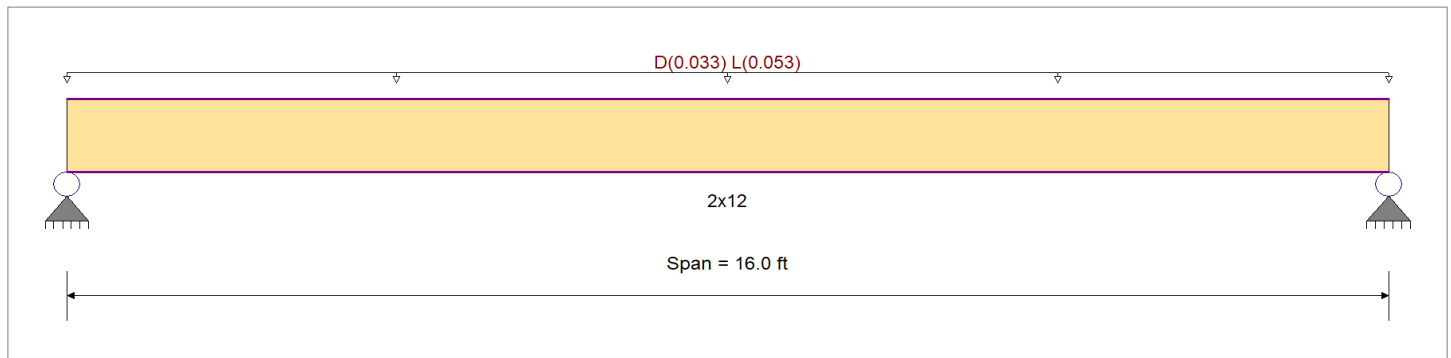 D(0.033) L(0.053)
2x12
Span = 16.0 ft